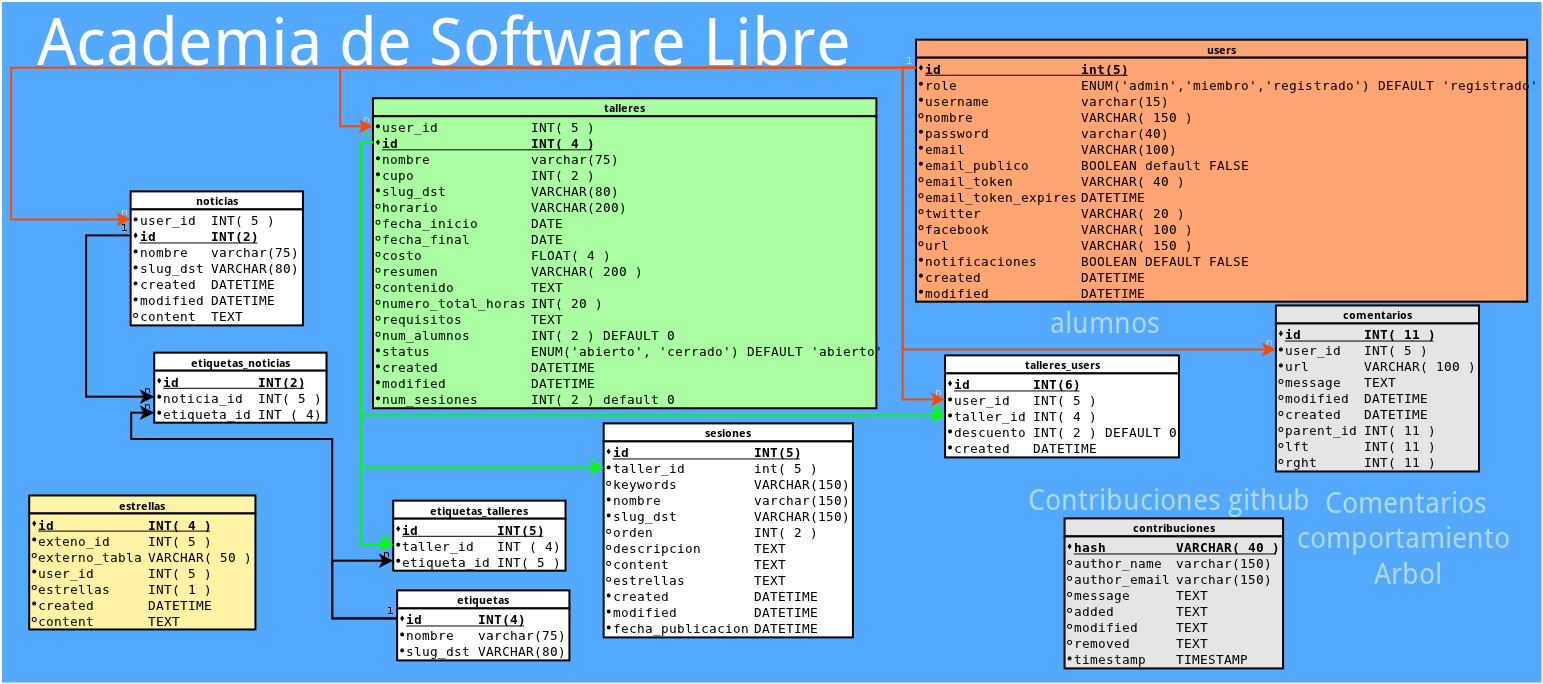 Academia de Software Libre
users
id int(5)
role ENUM('admin','miembro','registrado') DEFAULT 'registrado'
username varchar(15)
nombre VARCHAR( 150 )
password varchar(40)
email VARCHAR(100)
email_publico BOOLEAN default FALSE
email_token VARCHAR( 40 )
email_token_expires DATETIME
twitter VARCHAR( 20 )
facebook VARCHAR( 100 )
url VARCHAR( 150 )
notificaciones BOOLEAN DEFAULT FALSE
created DATETIME
modified DATETIME
talleres
user_id INT( 5 )
id INT( 4 )
nombre varchar(75)
cupo INT( 2 )
slug_dst VARCHAR(80)
horario VARCHAR(200)
fecha_inicio DATE
fecha_final DATE
costo FLOAT( 4 )
resumen VARCHAR( 200 )
contenido TEXT
numero_total_horas INT( 20 )
requisitos TEXT
num_alumnos INT( 2 ) DEFAULT 0
status ENUM('abierto', 'cerrado') DEFAULT 'abierto'
created DATETIME
modified DATETIME
num_sesiones INT( 2 ) default 0
noticias
user_id INT( 5 )
id INT(2)
nombre varchar(75)
slug_dst VARCHAR(80)
created DATETIME
modified DATETIME
content TEXT
etiquetas_noticias
id INT(2)
noticia_id INT( 5 )
etiqueta_id INT ( 4)
alumnos
talleres_users
id INT(6)
user_id INT( 5 )
taller_id INT( 4 )
descuento INT( 2 ) DEFAULT 0
created DATETIME
comentarios
id INT( 11 )
user_id INT( 5 )
url VARCHAR( 100 )
message TEXT
modified DATETIME
created DATETIME
parent_id INT( 11 )
lft INT( 11 )
rght INT( 11 )
sesiones
id INT(5)
taller_id int( 5 )
keywords VARCHAR(150)
nombre varchar(150)
slug_dst VARCHAR(150)
orden INT( 2 )
descripcion TEXT
content TEXT
estrellas TEXT
created DATETIME
modified DATETIME
fecha_publicacion DATETIME
estrellas
id INT( 4 )
exteno_id INT( 5 )
externo_tabla VARCHAR( 50 )
user_id INT( 5 )
estrellas INT( 1 )
created DATETIME
content TEXT
etiquetas_talleres
id INT(5)
taller_id INT ( 4)
etiqueta_id INT( 5 )
etiquetas
id INT(4)
nombre varchar(75)
slug_dst VARCHAR(80)
Contribuciones github
contribuciones
hash VARCHAR( 40 )
author_name varchar(150)
author_email varchar(150)
message TEXT
added TEXT
modified TEXT
removed TEXT
timestamp TIMESTAMP
Comentarios
comportamiento
Arbol